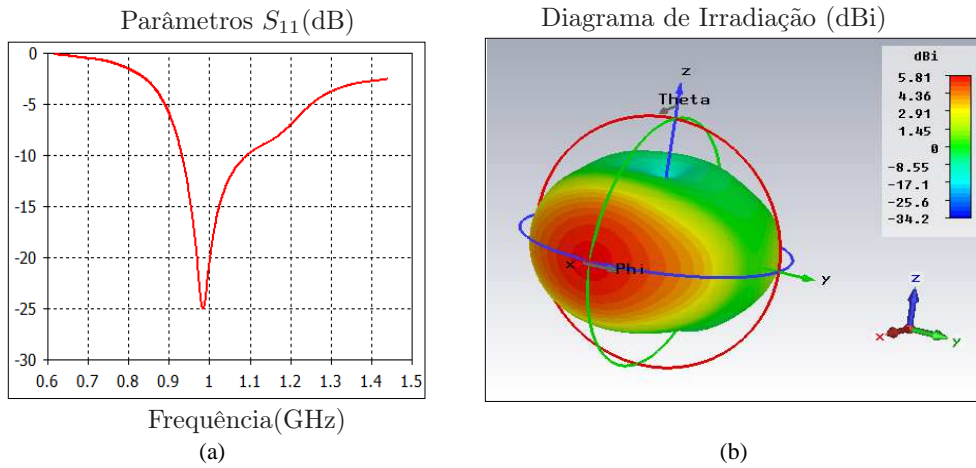 Parâmetros S₁₁(dB)
0
-5
-10
-15
-20
-25
-30
0.6 0.7 0.8 0.9 1 1.1 1.2 1.3 1.4 1.5
Frequência(GHz)
(a)
Diagrama de Irradiação (dBi)
z
Theta
x
Phi
y
dBi
5.81
4.36
2.91
1.45
0
-8.55
-17.1
-25.6
-34.2
z
x
y
(b)